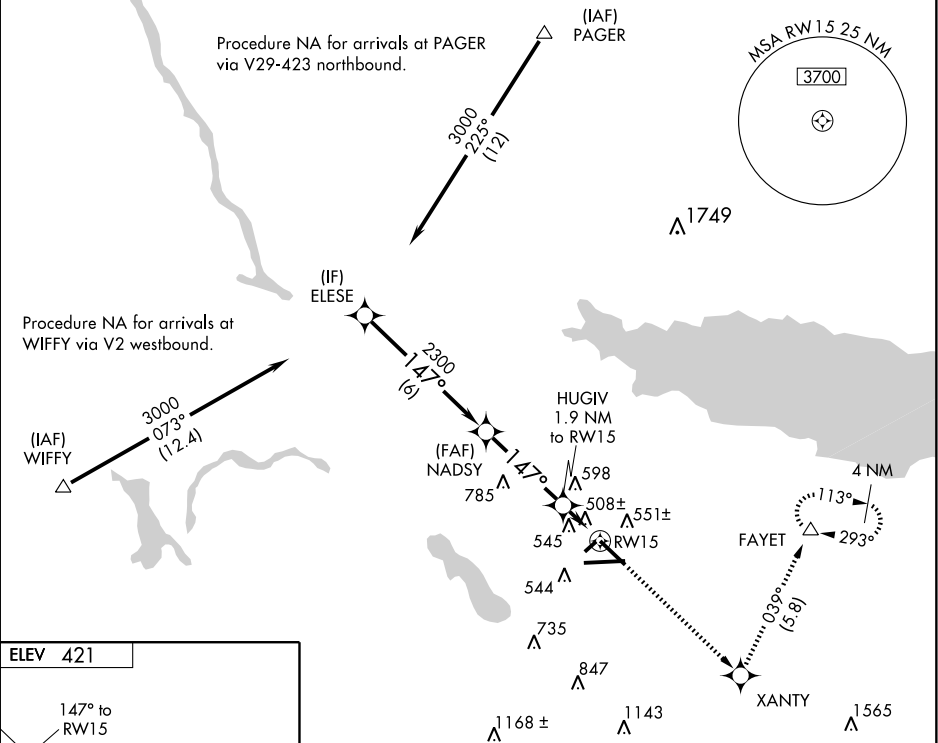 Procedure NA for arrivals at PAGER
via V29-423 northbound.
(IAF)
PAGER
MSA RW15 25 NM
3700
3000
225°
(12)
1749
(IF)
ELESE
Procedure NA for arrivals at
WIFFY via V2 westbound.
2300
147°
(6)
3000
073°
(12.4)
(IAF)
WIFFY
HUGIV
1.9 NM
to RW15
(FAF)
NADSY
147°
598
785
508±
551±
545
RW15
4 NM
113°
FAYET
293°
544
039°
(5.8)
735
847
XANTY
1168 ±
1143
1565
ELEV 421
147° to
RW15